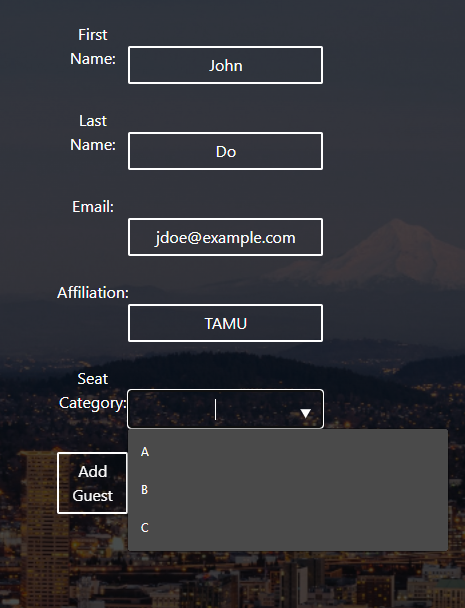 First
Name:
John
Last
Name:
Do
Email:
jdoe@example.com
Affiliation:
TAMU
Seat
Category:
A
B
C
Add
Guest